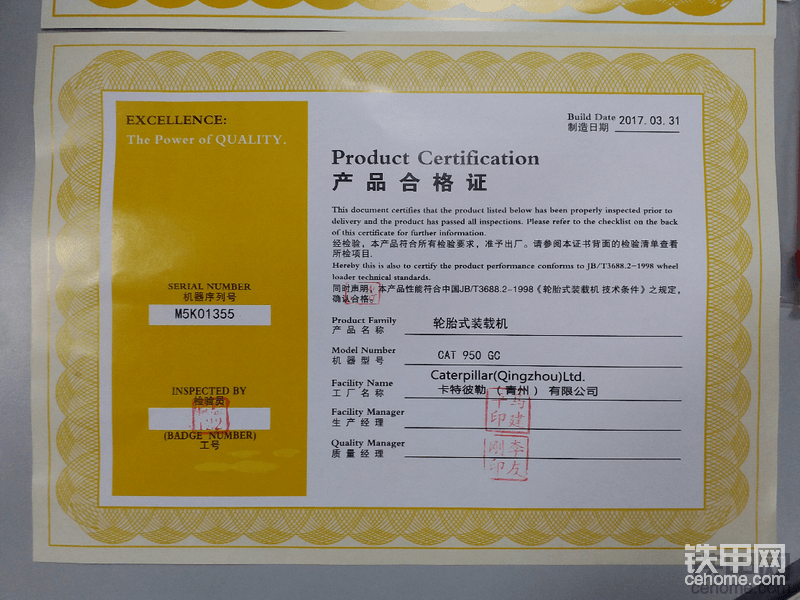 EXCELLENCE:
The Power of QUALITY.
SERIAL NUMBER
机器序列号
M5K01355
INSPECTED BY
检验员
(BADGE NUMBER)
工号
Build Date 2017.03.31
制造日期
Product Certification
产品合格证
This document certifies that the product listed below has been properly inspected prior to
delivery and the product has passed all inspections. Please refer to the checklist on the back
of this certificate for further information.
经检验，本产品符合所有检验要求，准予出厂。请参阅本证书背面的检验清单查看
所检项目.
Hereby this is also to certify the product performance conforms to JB/T3688.2-1998 wheel
loader technical standards.
同时声明，本产品性能符合中国JB/T3688.2-1998《轮胎式装载机 技术条件》之规定，
确认合格。
Product Family
产品名称
轮胎式装载机
Model Number
机器型号
CAT 950 GC
Facility Name
工厂名称
Caterpillar(Qingzhou)Ltd.
卡特彼勒（青州）有限公司
Facility Manager
生产经理
Quality Manager
质量经理
李友
刚印
铁甲网
cehome.com